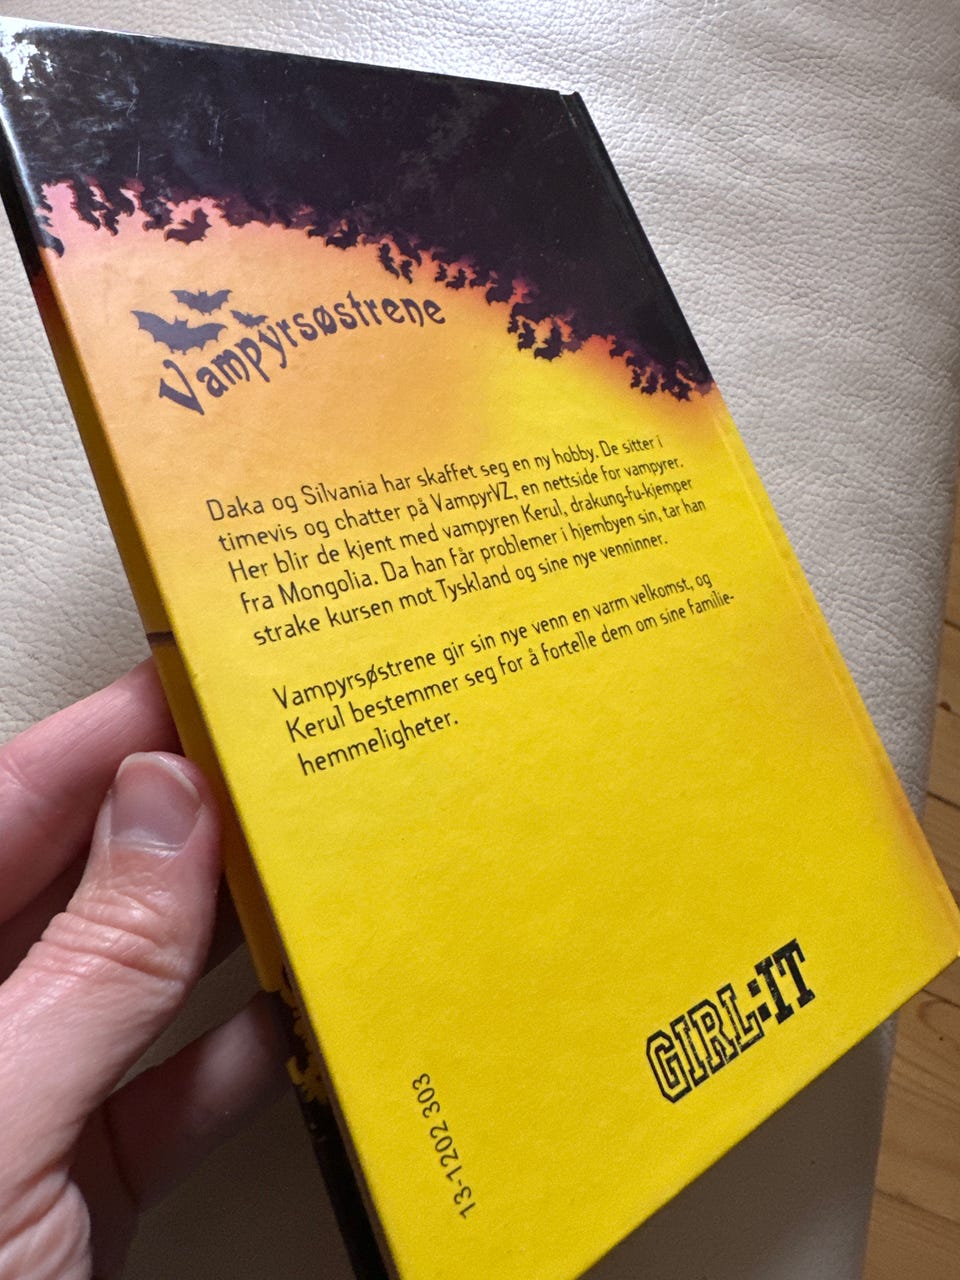 Vampyrsøstrene
Daka og Silvania har skaffet seg en ny hobby. De sitter i
timevis og chatter på VampyrVZ, en nettside for vampyrer.
Her blir de kjent med vampyren Kerul, drakung-fu-kjemper
fra Mongolia. Da han får problemer i hjembyen sin, tar han
strake kursen mot Tyskland og sine nye venninner.
Vampyrsøstrene gir sin nye venn en varm velkomst, og
Kerul bestemmer seg for å fortelle dem om sine familie-
hemmeligheter.
GIRL:IT
13-1202 303